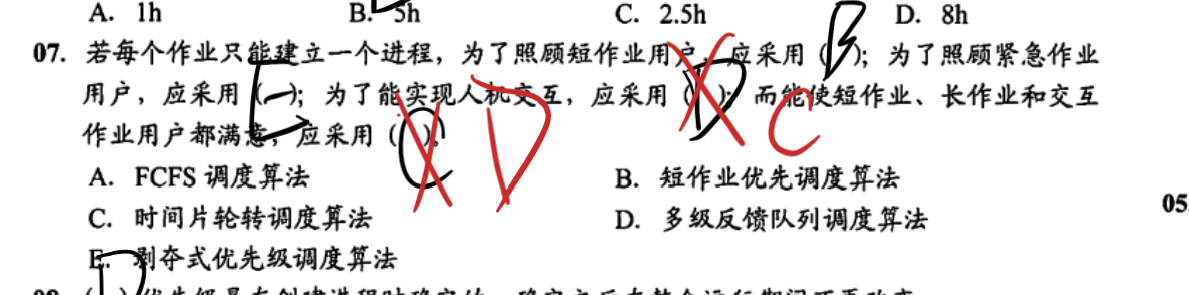 A. 1h B. 5h C. 2.5h D. 8h
B
07. 若每个作业只能建立一个进程，为了照顾短作业用户，应采用（B）；为了照顾紧急作业
用户，应采用（E）；为了能实现人机交互，应采用（D）；而能使短作业、长作业和交互
C
作业用户都满意，应采用（C）。
D
A. FCFS 调度算法 B. 短作业优先调度算法
C. 时间片轮转调度算法 D. 多级反馈队列调度算法
05.
E. 剥夺式优先级调度算法
D